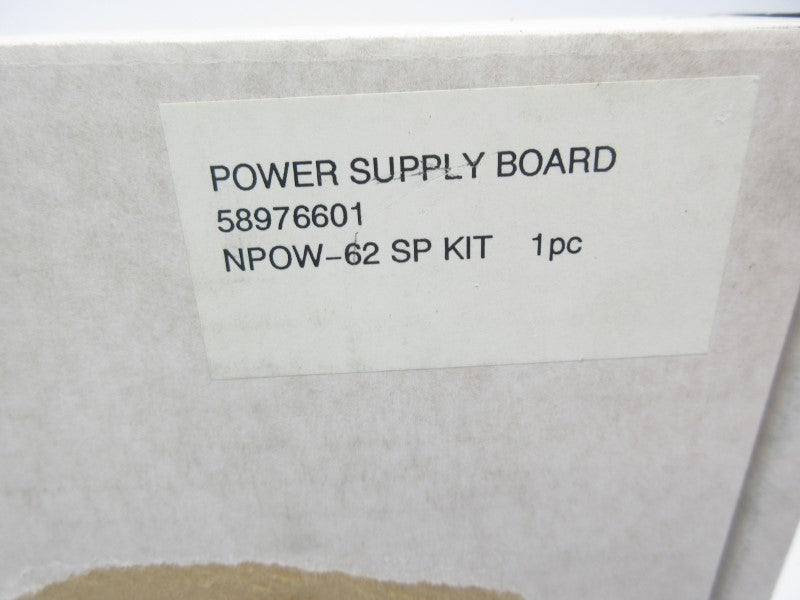 POWER SUPPLY BOARD
58976601
NPOW-62 SP KIT 1pc